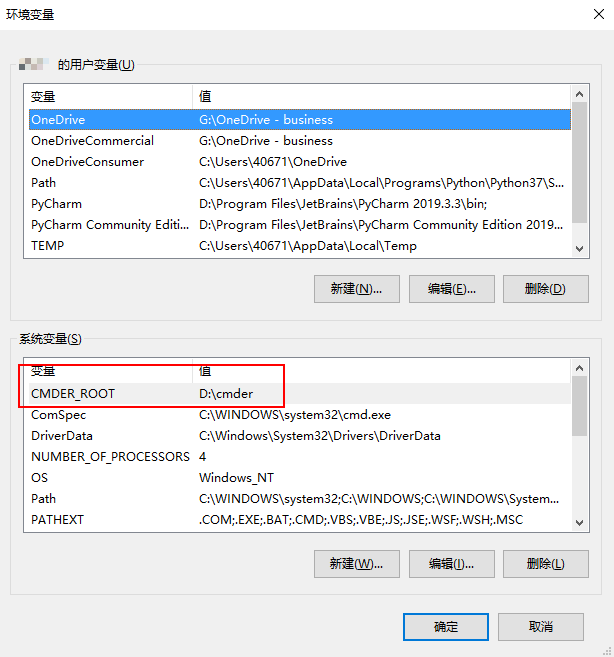 环境变量
的用户变量(U)
变量 值
OneDrive G:\OneDrive - business
OneDriveCommercial G:\OneDrive - business
OneDriveConsumer C:\Users\40671\OneDrive
Path C:\Users\40671\AppData\Local\Programs\Python\Python37\S...
PyCharm D:\Program Files\JetBrains\PyCharm 2019.3.3\bin;
PyCharm Community Editi... D:\Program Files\JetBrains\PyCharm Community Edition 2019...
TEMP C:\Users\40671\AppData\Local\Temp
新建(N)... 编辑(E)... 删除(D)
系统变量(S)
变量 值
CMDER_ROOT D:\cmder
ComSpec C:\WINDOWS\system32\cmd.exe
DriverData C:\Windows\System32\Drivers\DriverData
NUMBER_OF_PROCESSORS 4
OS Windows_NT
Path C:\WINDOWS\system32;C:\WINDOWS;C:\WINDOWS\System...
PATHEXT .COM;.EXE;.BAT;.CMD;.VBS;.VBE;.JS;.JSE;.WSF;.WSH;.MSC
新建(W)... 编辑(I)... 删除(L)
确定 取消